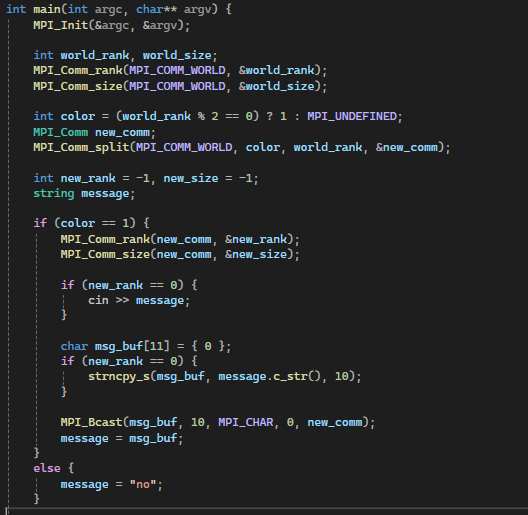 int main(int argc, char** argv) {
MPI_Init(&argc, &argv);
int world_rank, world_size;
MPI_Comm_rank(MPI_COMM_WORLD, &world_rank);
MPI_Comm_size(MPI_COMM_WORLD, &world_size);
int color = (world_rank % 2 == 0) ? 1 : MPI_UNDEFINED;
MPI_Comm new_comm;
MPI_Comm_split(MPI_COMM_WORLD, color, world_rank, &new_comm);
int new_rank = -1, new_size = -1;
string message;
if (color == 1) {
MPI_Comm_rank(new_comm, &new_rank);
MPI_Comm_size(new_comm, &new_size);
if (new_rank == 0) {
cin >> message;
}
char msg_buf[11] = { 0 };
if (new_rank == 0) {
strncpy_s(msg_buf, message.c_str(), 10);
}
MPI_Bcast(msg_buf, 10, MPI_CHAR, 0, new_comm);
message = msg_buf;
}
else {
message = "no";
}